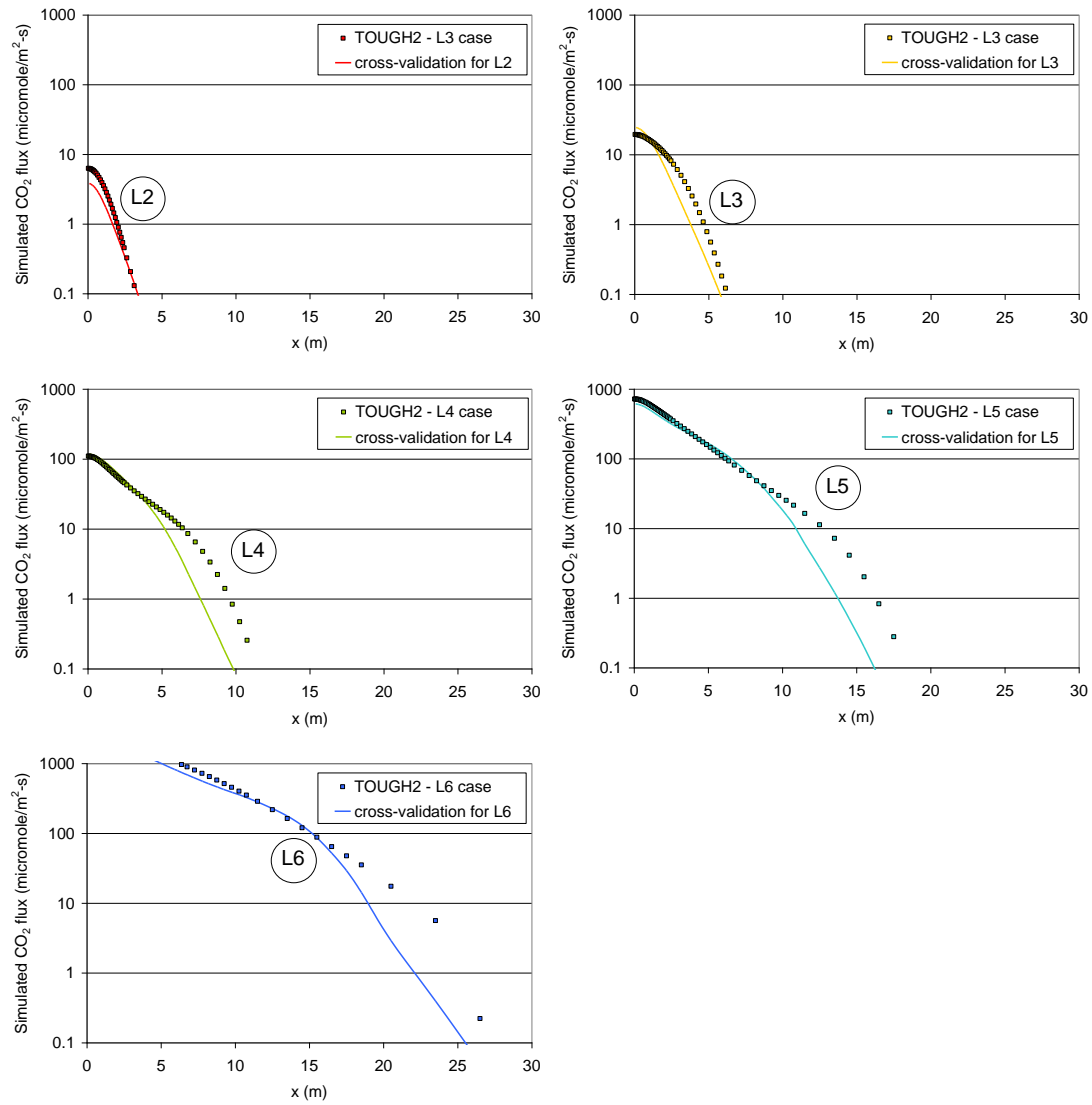 Simulated CO2 flux (micromole/m2-s)
1000
100
10
1
0.1
TOUGH2 - L3 case
cross-validation for L2
L2
0 5 10 15 20 25 30
x (m)
Simulated CO2 flux (micromole/m2-s)
1000
100
10
1
0.1
TOUGH2 - L3 case
cross-validation for L3
L3
0 5 10 15 20 25 30
x (m)
Simulated CO2 flux (micromole/m2-s)
1000
100
10
1
0.1
TOUGH2 - L4 case
cross-validation for L4
L4
0 5 10 15 20 25 30
x (m)
Simulated CO2 flux (micromole/m2-s)
1000
100
10
1
0.1
TOUGH2 - L5 case
cross-validation for L5
L5
0 5 10 15 20 25 30
x (m)
Simulated CO2 flux (micromole/m2-s)
1000
100
10
1
0.1
TOUGH2 - L6 case
cross-validation for L6
L6
0 5 10 15 20 25 30
x (m)